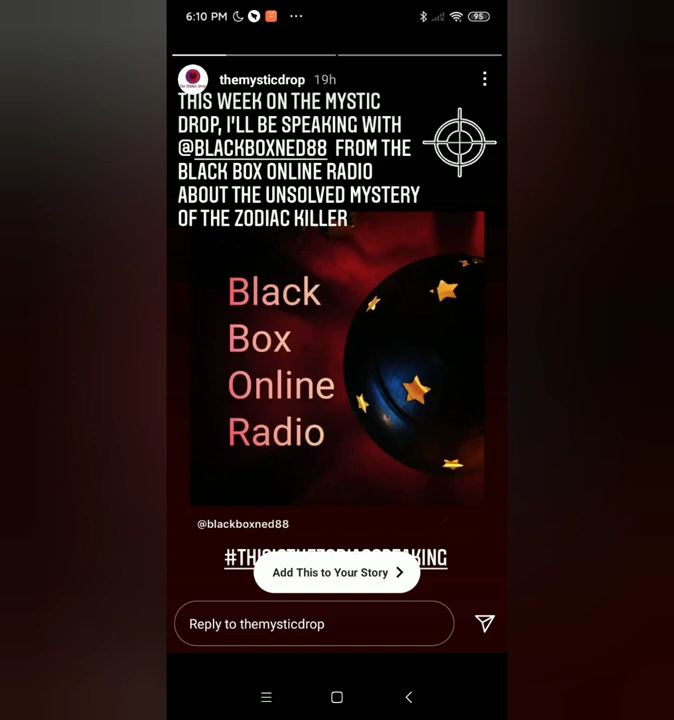 6:10 PM
95
themysticdrop 19h
THIS WEEK ON THE MYSTIC
DROP, I'LL BE SPEAKING WITH
@BLACKBOXNED88 FROM THE
BLACK BOX ONLINE RADIO
ABOUT THE UNSOLVED MYSTERY
OF THE ZODIAC KILLER
Black
Box
Online
Radio
@blackboxned88
Add This to Your Story
Reply to themysticdrop